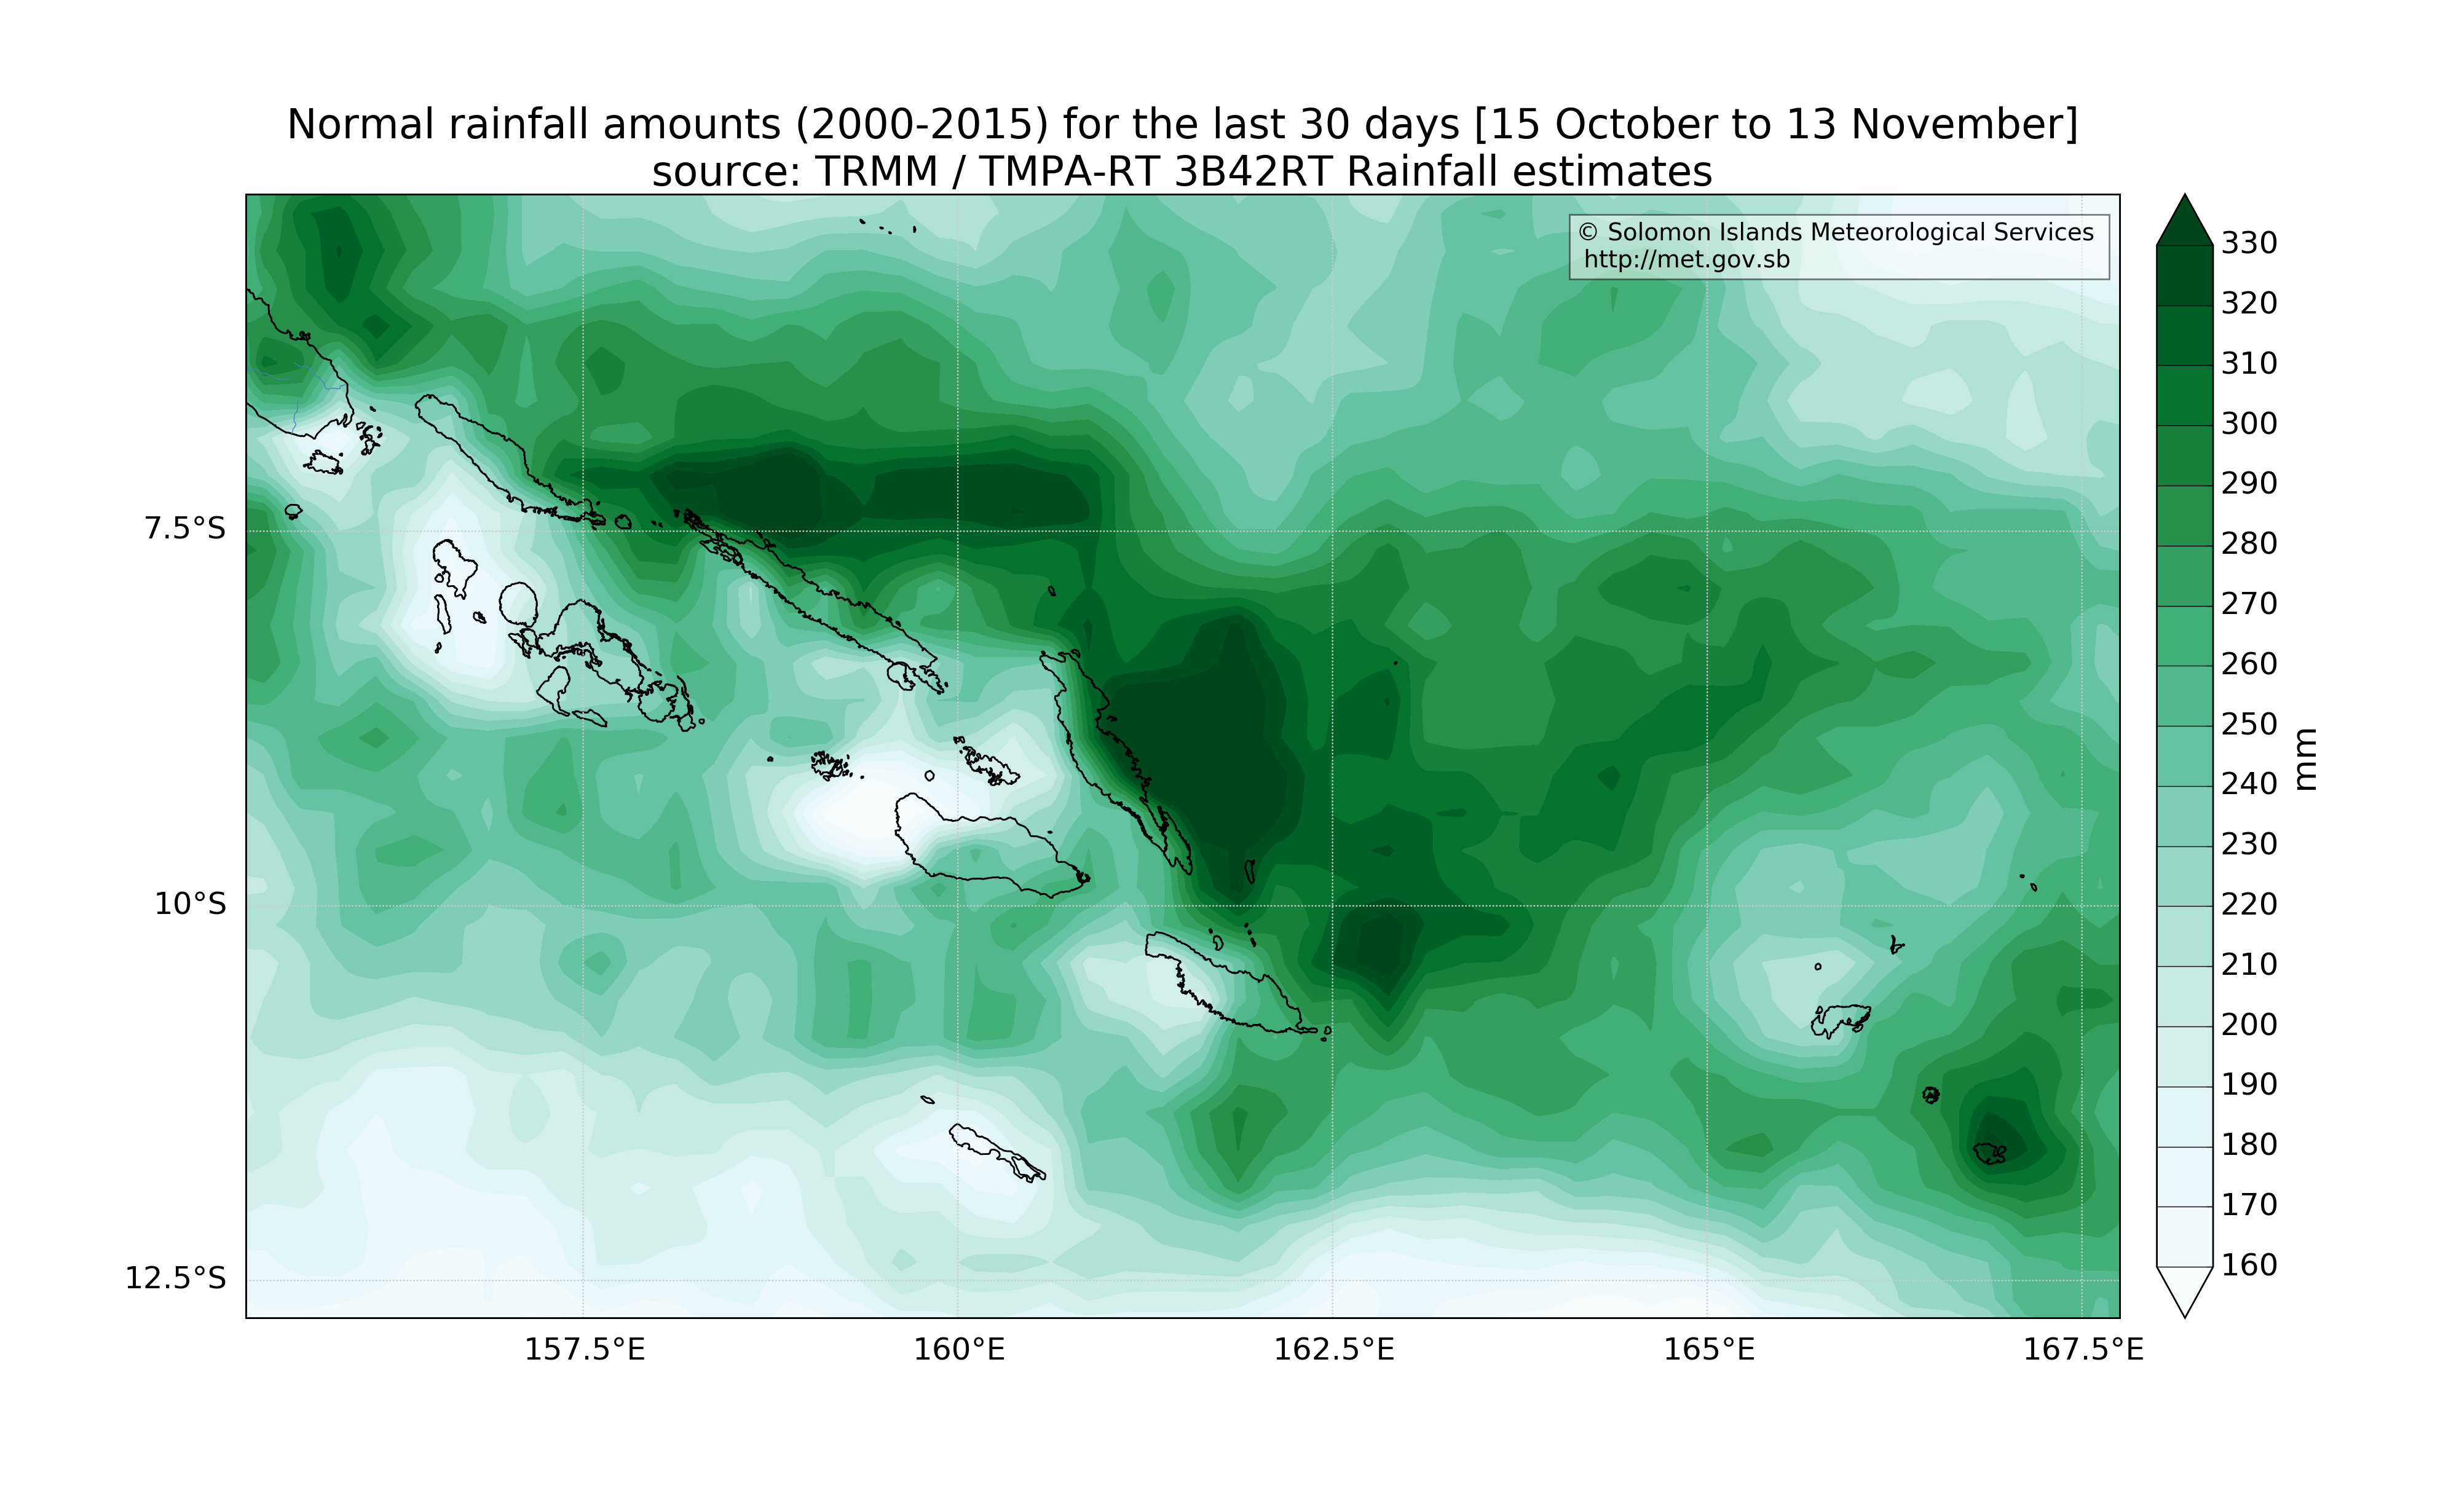 Normal rainfall amounts (2000-2015) for the last 30 days [15 October to 13 November]
source: TRMM / TMPA-RT 3B42RT Rainfall estimates
© Solomon Islands Meteorological Services
http://met.gov.sb
7.5°S
10°S
12.5°S
157.5°E
160°E
162.5°E
165°E
167.5°E
330
320
310
300
290
280
270
260
250
240
230
220
210
200
190
180
170
160
mm